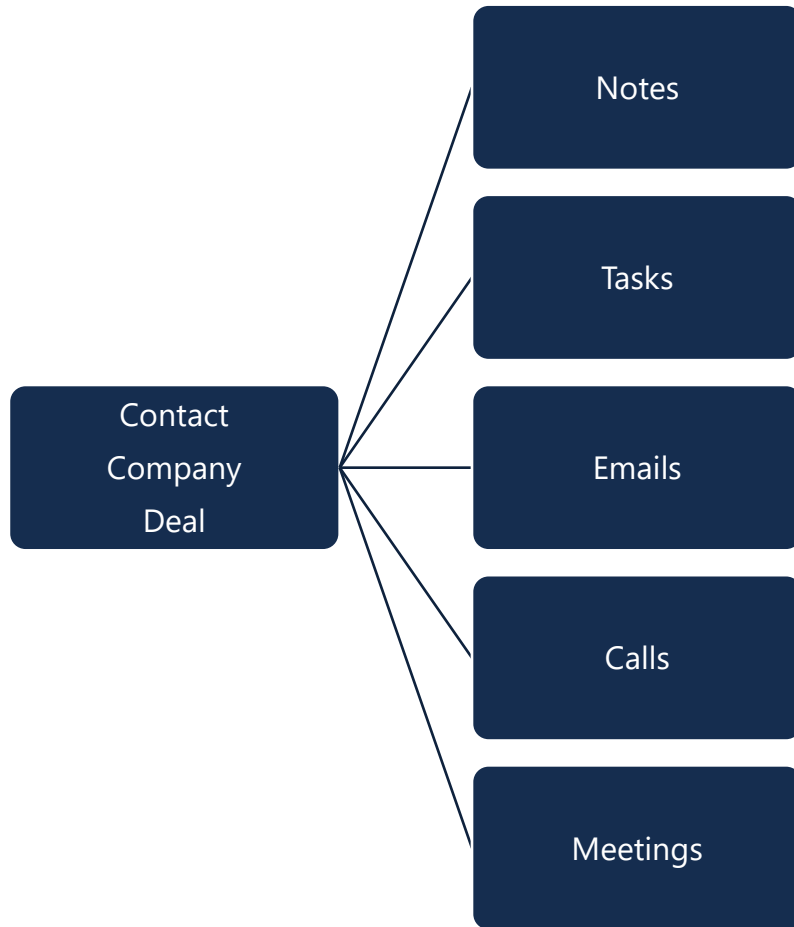 Notes
Tasks
Contact
Company
Deal
Emails
Calls
Meetings